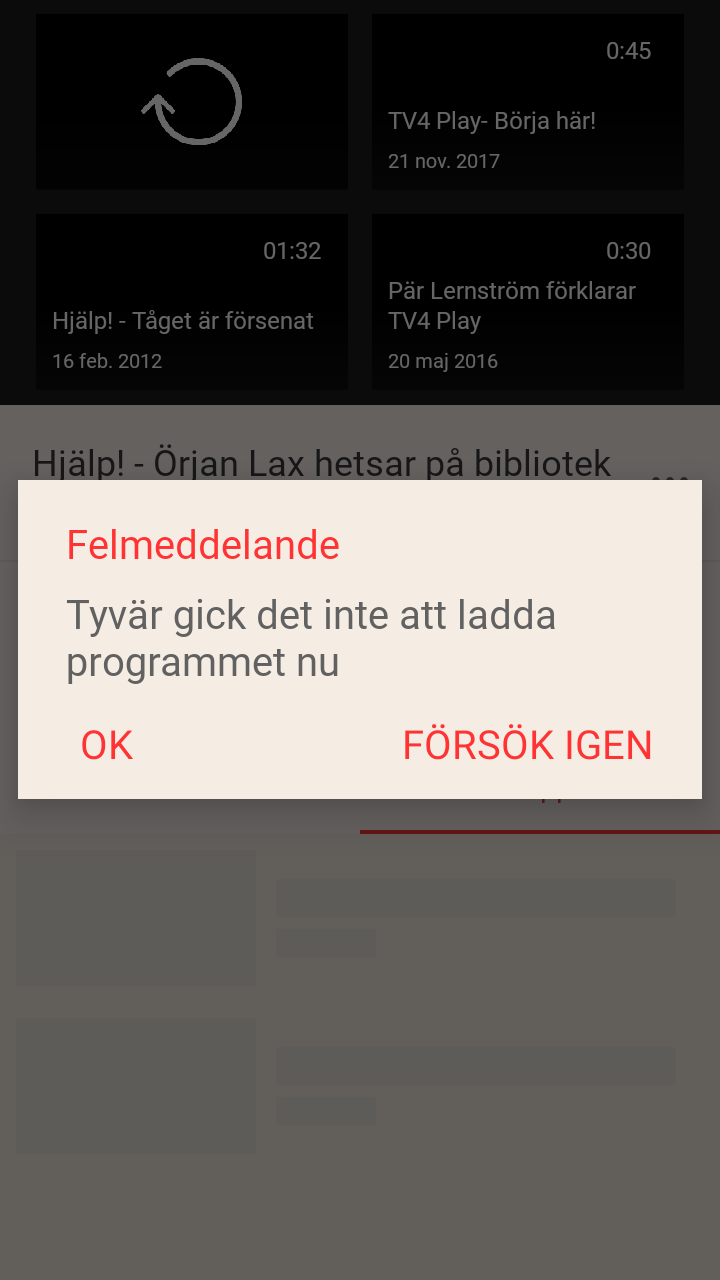 0:45
TV4 Play- Börja här!
21 nov. 2017
01:32
Hjälp! - Tåget är försenat
16 feb. 2012
0:30
Pär Lernström förklarar
TV4 Play
20 maj 2016
Hjälp! - Örjan Lax hetsar på bibliotek
Felmeddelande
Tyvär gick det inte att ladda
programmet nu
OK
FÖRSÖK IGEN